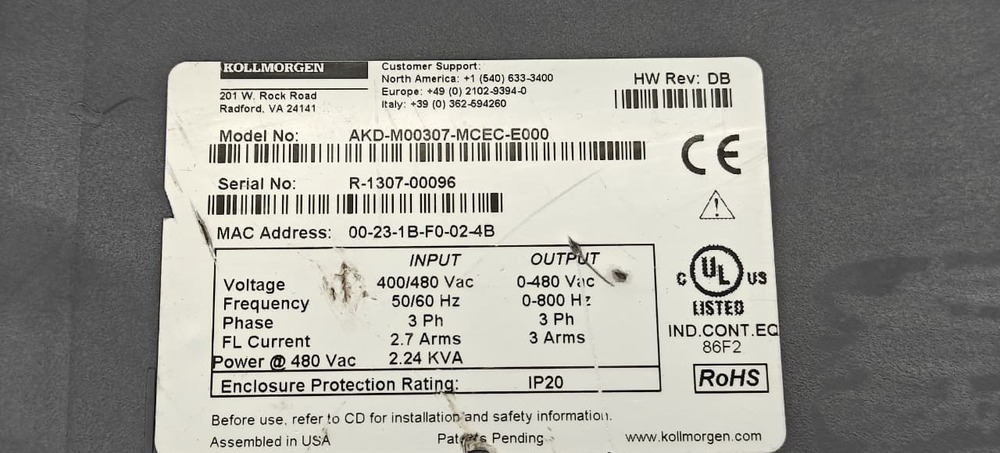 KOLLMORGEN
201 W. Rock Road
Radford, VA 24141
Customer Support:
North America: +1 (540) 633-3400
Europe: +49 (0) 2102-9394-0
Italy: +39 (0) 362-594260
HW Rev: DB
Model No: AKD-M00307-MCEC-E000
CE
Serial No: R-1307-00096
MAC Address: 00-23-1B-F0-02-4B
INPUT OUTPUT
Voltage 400/480 Vac 0-480 Vac
Frequency 50/60 Hz 0-800 Hz
Phase 3 Ph 3 Ph
FL Current 2.7 Arms 3 Arms
Power @ 480 Vac 2.24 KVA
Enclosure Protection Rating: IP20
C UL US
LISTED
IND.CONT.EQ
86F2
RoHS
Before use, refer to CD for installation and safety information.
Assembled in USA Patents Pending www.kollmorgen.com